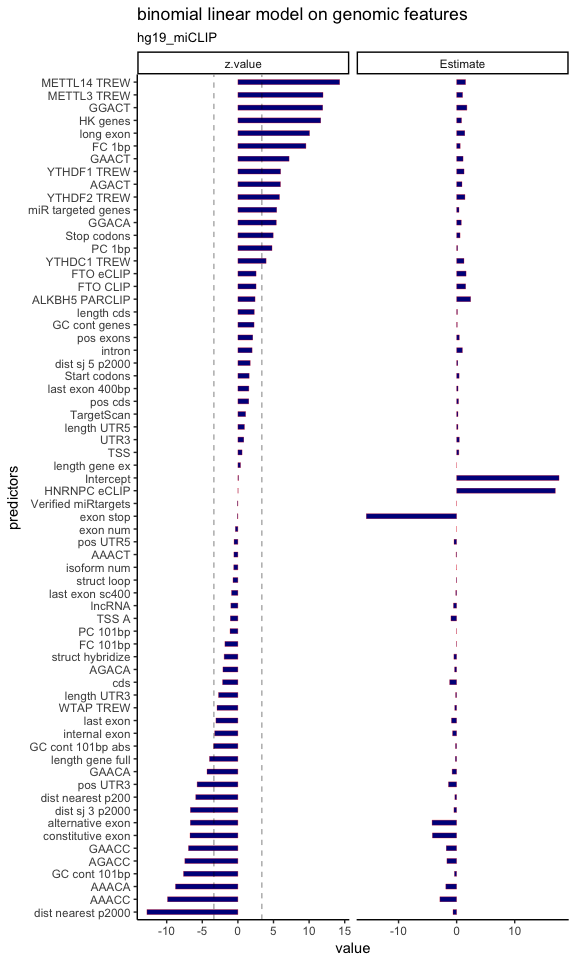 binomial linear model on genomic features
hg19_miCLIP
z.value
Estimate
METTL14 TREW
METTL3 TREW
GGACT
HK genes
long exon
FC 1bp
GAACT
YTHDF1 TREW
AGACT
YTHDF2 TREW
miR targeted genes
GGACA
Stop codons
PC 1bp
YTHDC1 TREW
FTO eCLIP
FTO CLIP
ALKBH5 PARCLIP
length cds
GC cont genes
pos exons
intron
dist sj 5 p2000
Start codons
last exon 400bp
pos cds
TargetScan
length UTR5
UTR3
TSS
length gene ex
Intercept
HNRNPC eCLIP
Verified miRtargets
exon stop
exon num
pos UTR5
AAACT
isoform num
struct loop
last exon sc400
lncRNA
TSS A
PC 101bp
FC 101bp
struct hybridize
AGACA
cds
length UTR3
WTAP TREW
last exon
internal exon
GC cont 101bp abs
length gene full
GAACA
pos UTR3
dist nearest p200
dist sj 3 p2000
alternative exon
constitutive exon
GAACC
AGACC
GC cont 101bp
AAACA
AAACC
dist nearest p2000
predictors
-10 -5 0 5 10 15
-10 0 10
value